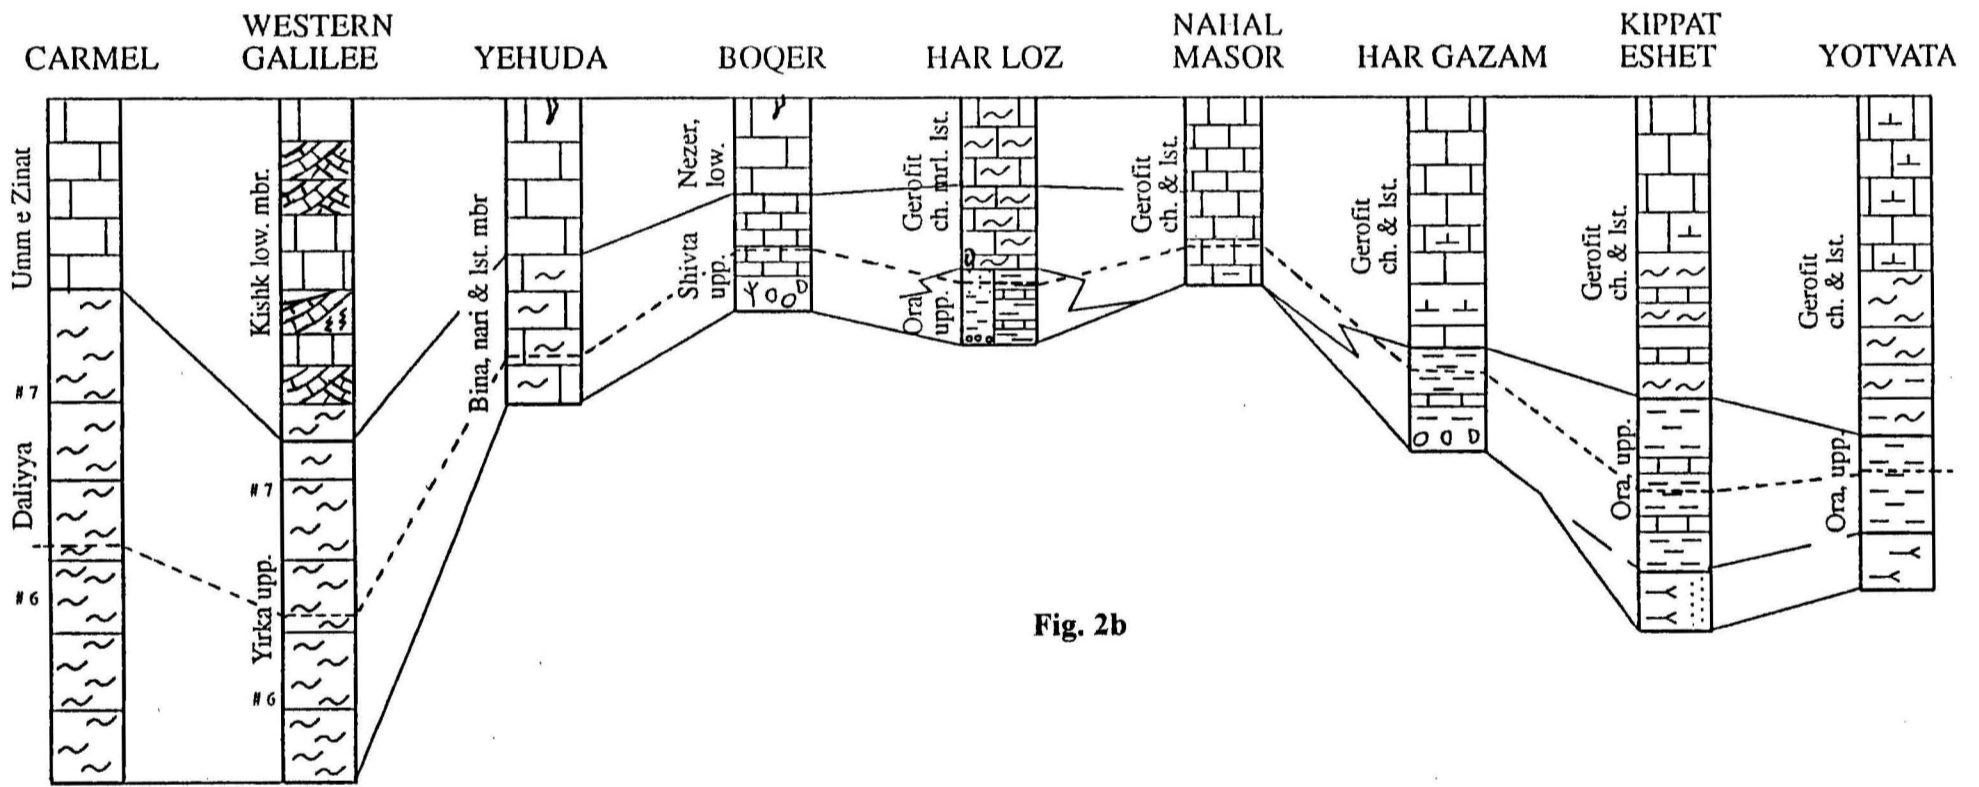 CARMEL
WESTERN
GALILEE
YEHUDA
BOQER
HAR LOZ
NAHAL
MASOR
HAR GAZAM
KIPPAT
ESHET
YOTVATA
Umm e Zinat
# 7
Daliyya
# 6
Kishk low. mbr.
# 7
Yirka upp.
# 6
Bina, nari & lst. mbr
Nezer,
low.
Shivta
upp.
Gerofit
ch. mrl. lst.
Ora
upp.
Gerofit
ch. & lst.
Gerofit
ch. & lst.
Gerofit
ch. & lst.
Ora, upp.
Gerofit
ch. & lst.
Ora, upp.
Fig. 2b